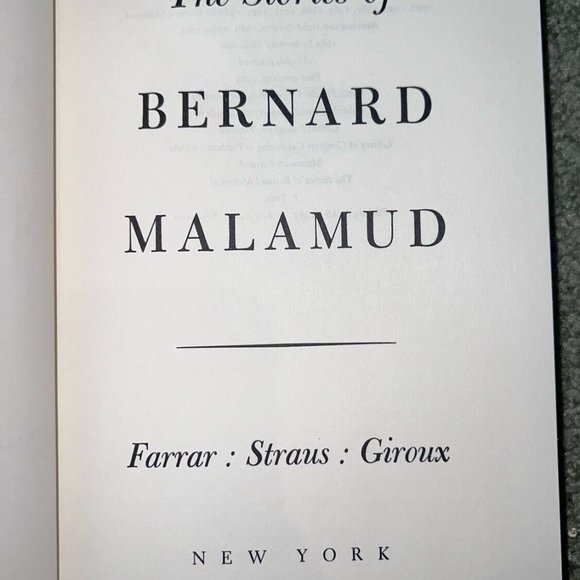 The Stories of
BERNARD
MALAMUD
Farrar : Straus : Giroux
NEW YORK